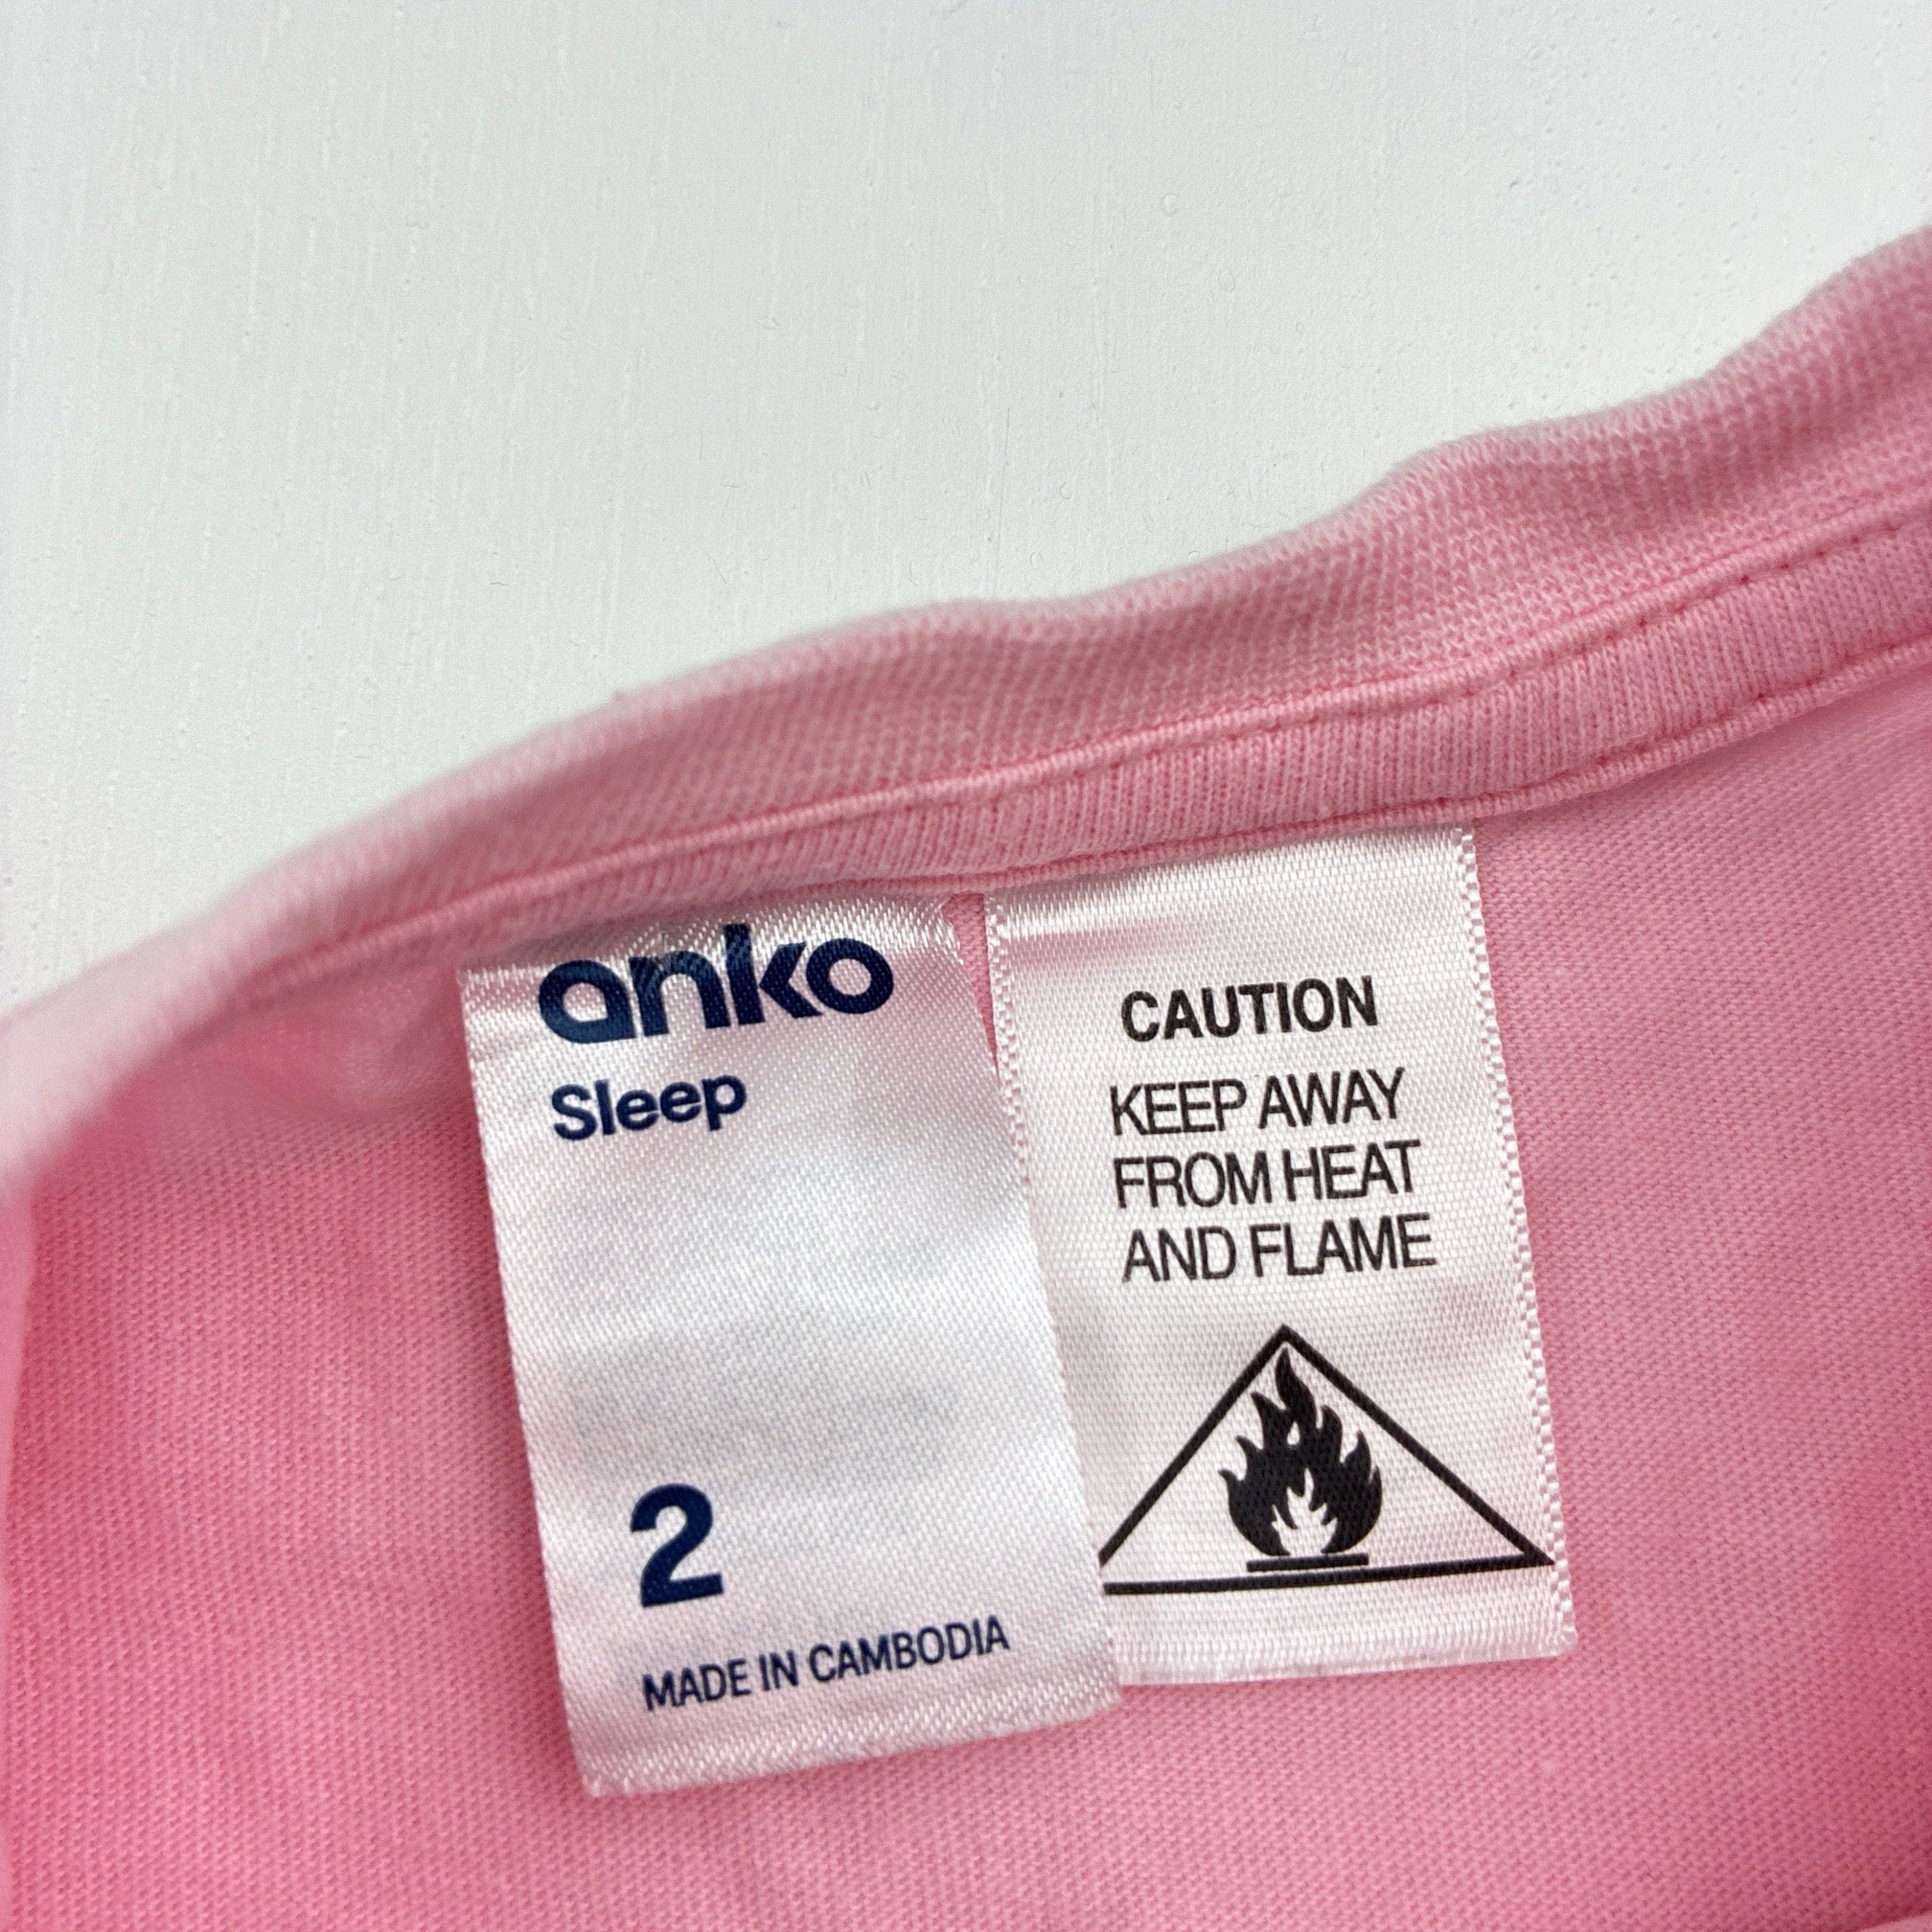 anko
Sleep
2
MADE IN CAMBODIA
CAUTION
KEEP AWAY
FROM HEAT
AND FLAME